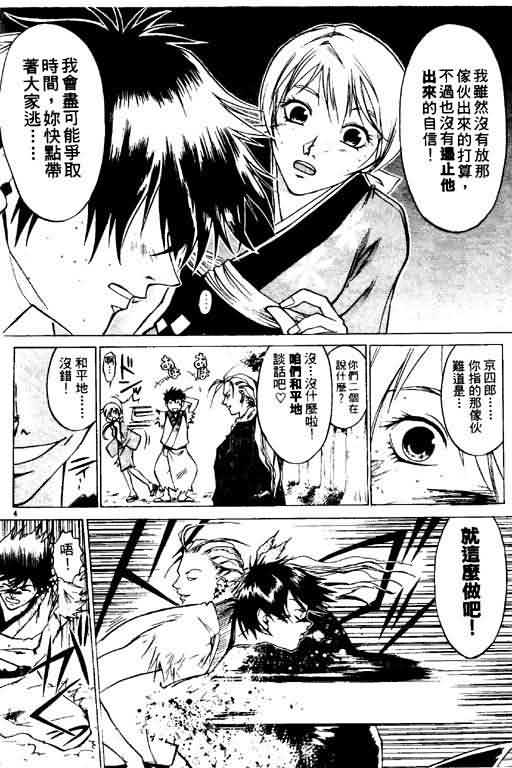 我雖然沒有放那
傢伙出來的打算，
不過也沒有遏止他
出來的自信！
我會盡可能爭取
時間，妳快點帶
著大家逃……
…
京四郎…
你指的那傢伙
難道是…
你們二個在
說什麼？
沒…沒什麼啦！
咱們和平地
談話吧♡
和平地
沒錯！
4
就這麼做吧！
唔！